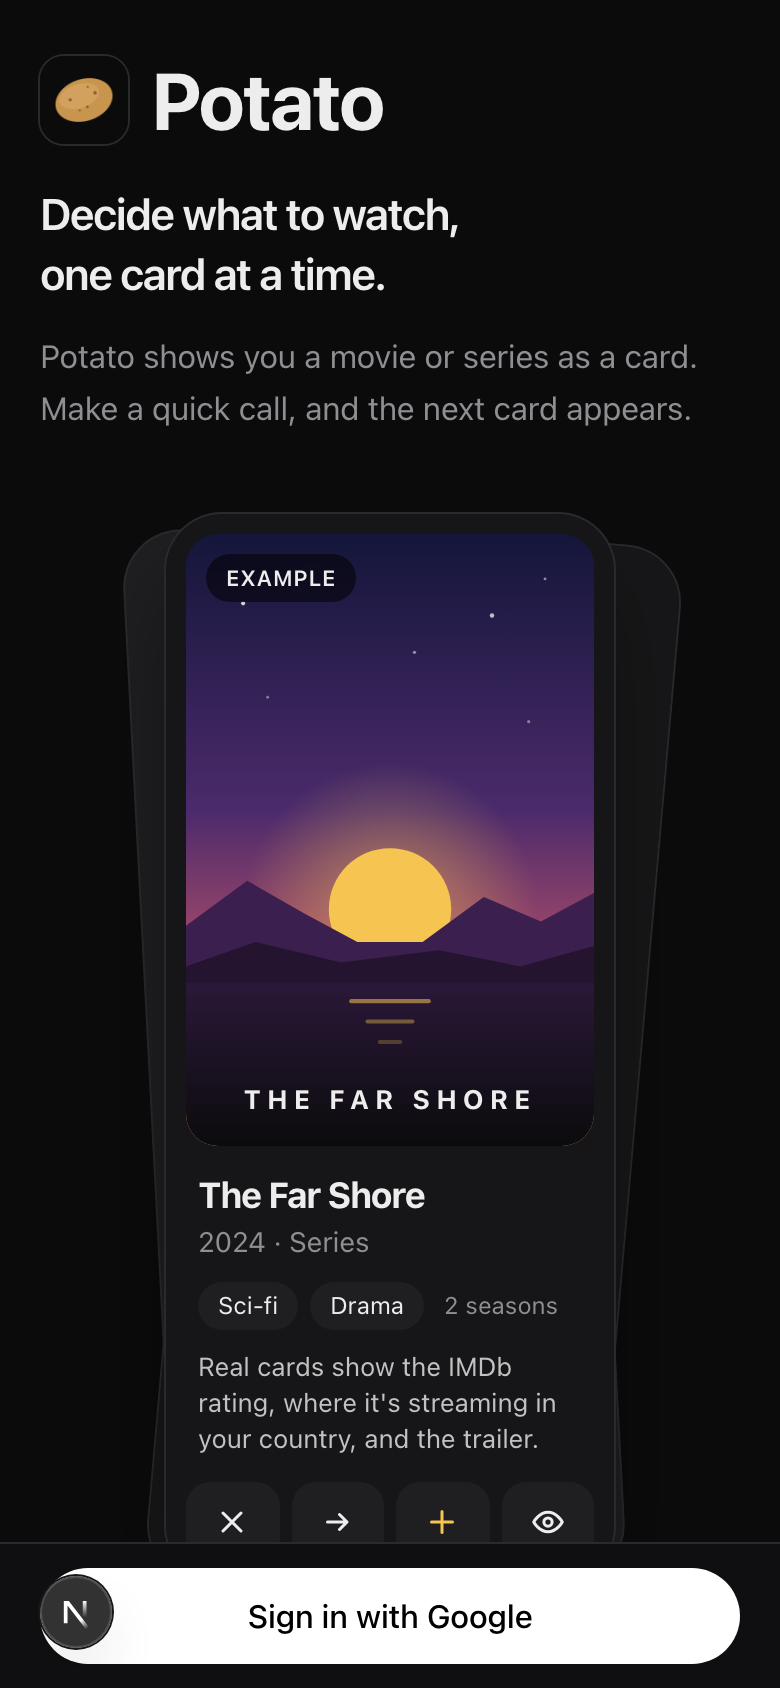 Potato
Decide what to watch,
one card at a time.
Potato shows you a movie or series as a card.
Make a quick call, and the next card appears.
EXAMPLE
THE FAR SHORE
The Far Shore
2024 · Series
Sci-fi Drama 2 seasons
Real cards show the IMDb
rating, where it's streaming in
your country, and the trailer.
N
Sign in with Google